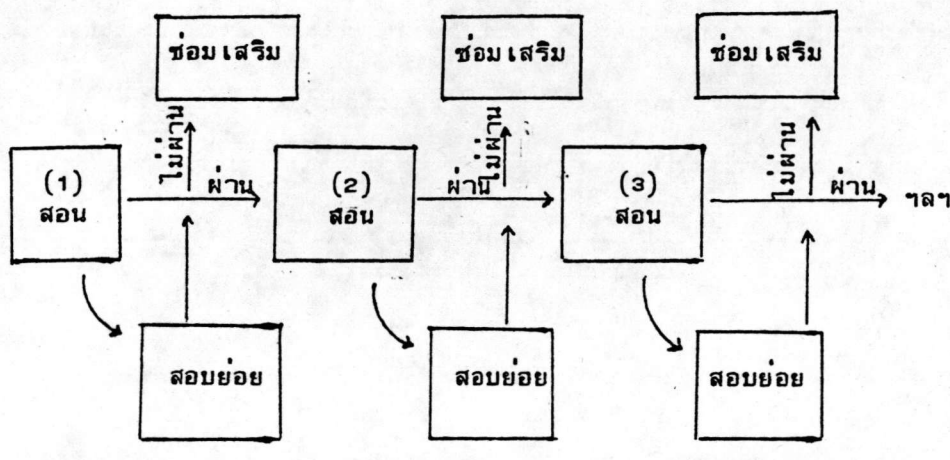 ซ่อมเสริม ซ่อมเสริม ซ่อมเสริม
ไม่ผ่าน ไม่ผ่าน ไม่ผ่าน
(1) ผ่าน (2) ผ่าน (3) ผ่าน
สอน สอน สอน ฯลฯ
สอบย่อย สอบย่อย สอบย่อย